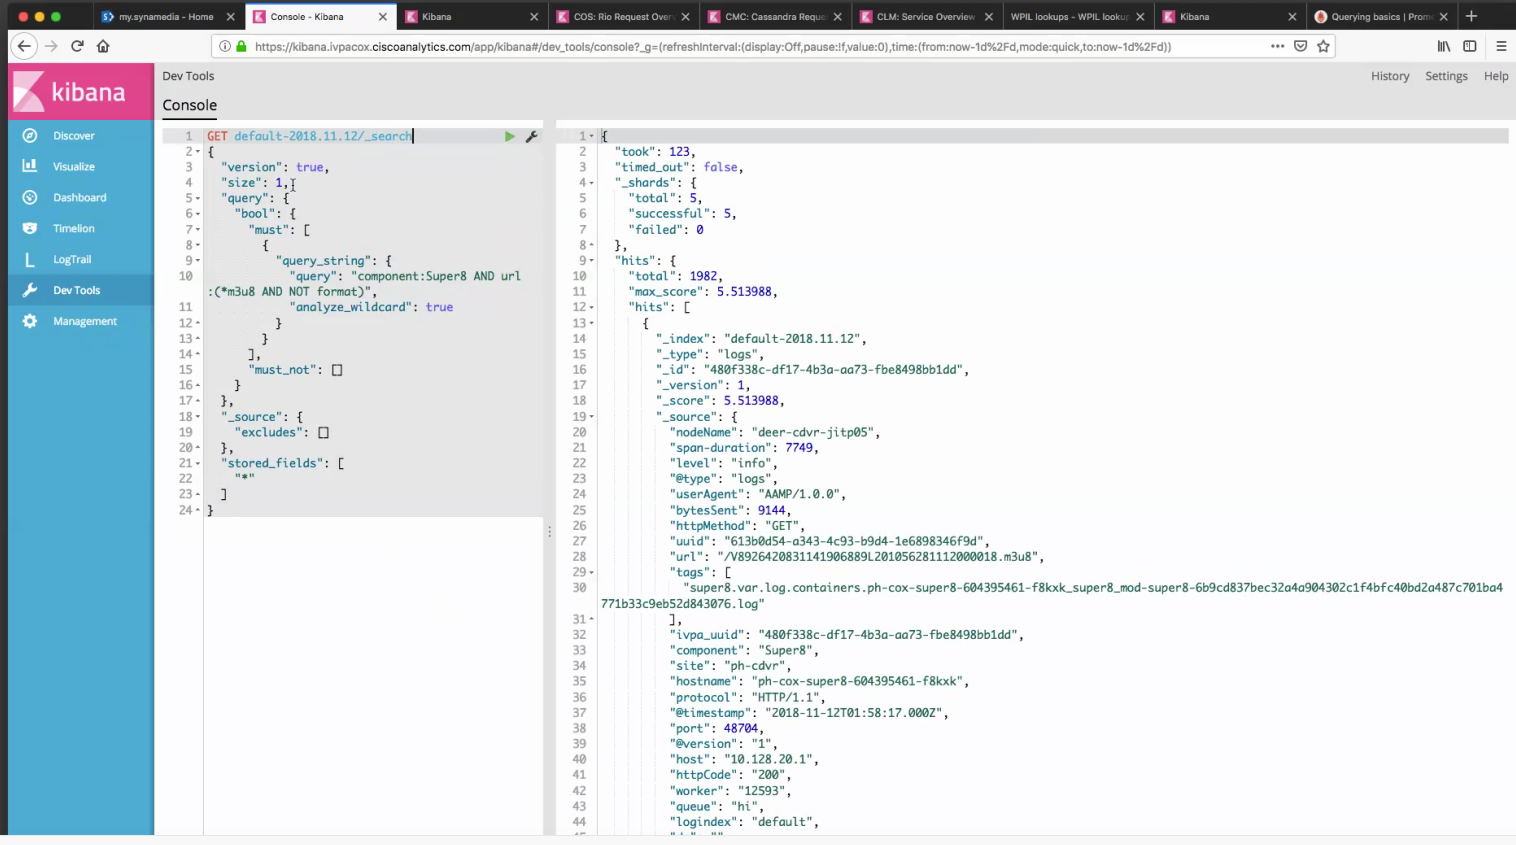 my.synamedia - Home
Console - Kibana
Kibana
COS: Rio Request Over
CMC: Cassandra Reque
CLM: Service Overview
WPIL lookups - WPIL lookup
Kibana
Querying basics | Prom
https://kibana.ivpacox.ciscoanalytics.com/app/kibana#/dev_tools/console?_g=(refreshInterval:(display:Off,pause:!f,value:0),time:(from:now-1d%2Fd,mode:quick,to:now-1d%2Fd))
kibana
Discover
Visualize
Dashboard
Timelion
LogTrail
Dev Tools
Management
Dev Tools
History Settings Help
Console
1 GET default-2018.11.12/_search
2 {
3 "version": true,
4 "size": 1,
5 "query": {
6 "bool": {
7 "must": [
8 {
9 "query_string": {
10 "query": "component:Super8 AND url
:(*m3u8 AND NOT format)",
11 "analyze_wildcard": true
12 }
13 }
14 ],
15 "must_not": []
16 }
17 },
18 "_source": {
19 "excludes": []
20 },
21 "stored_fields": [
22 "*"
23 ]
24 }
1 {
2 "took": 123,
3 "timed_out": false,
4 "_shards": {
5 "total": 5,
6 "successful": 5,
7 "failed": 0
8 },
9 "hits": {
10 "total": 1982,
11 "max_score": 5.513988,
12 "hits": [
13 {
14 "_index": "default-2018.11.12",
15 "_type": "logs",
16 "_id": "480f338c-df17-4b3a-aa73-fbe8498bb1dd",
17 "_version": 1,
18 "_score": 5.513988,
19 "_source": {
20 "nodeName": "deer-cdvr-jitp05",
21 "span-duration": 7749,
22 "level": "info",
23 "@type": "logs",
24 "userAgent": "AAMP/1.0.0",
25 "bytesSent": 9144,
26 "httpMethod": "GET",
27 "uuid": "613b0d54-a343-4c93-b9d4-1e6898346f9d",
28 "url": "/V8926420831141906889L201056281112000018.m3u8",
29 "tags": [
30 "super8.var.log.containers.ph-cox-super8-604395461-f8kxk_super8_mod-super8-6b9cd837bec32a4a904302c1f4bfc40bd2a487c701ba4
771b33c9eb52d843076.log"
31 ],
32 "ivpa_uuid": "480f338c-df17-4b3a-aa73-fbe8498bb1dd",
33 "component": "Super8",
34 "site": "ph-cdvr",
35 "hostname": "ph-cox-super8-604395461-f8kxk",
36 "protocol": "HTTP/1.1",
37 "@timestamp": "2018-11-12T01:58:17.000Z",
38 "port": 48704,
39 "@version": "1",
40 "host": "10.128.20.1",
41 "httpCode": "200",
42 "worker": "12593",
43 "queue": "hi",
44 "logindex": "default",